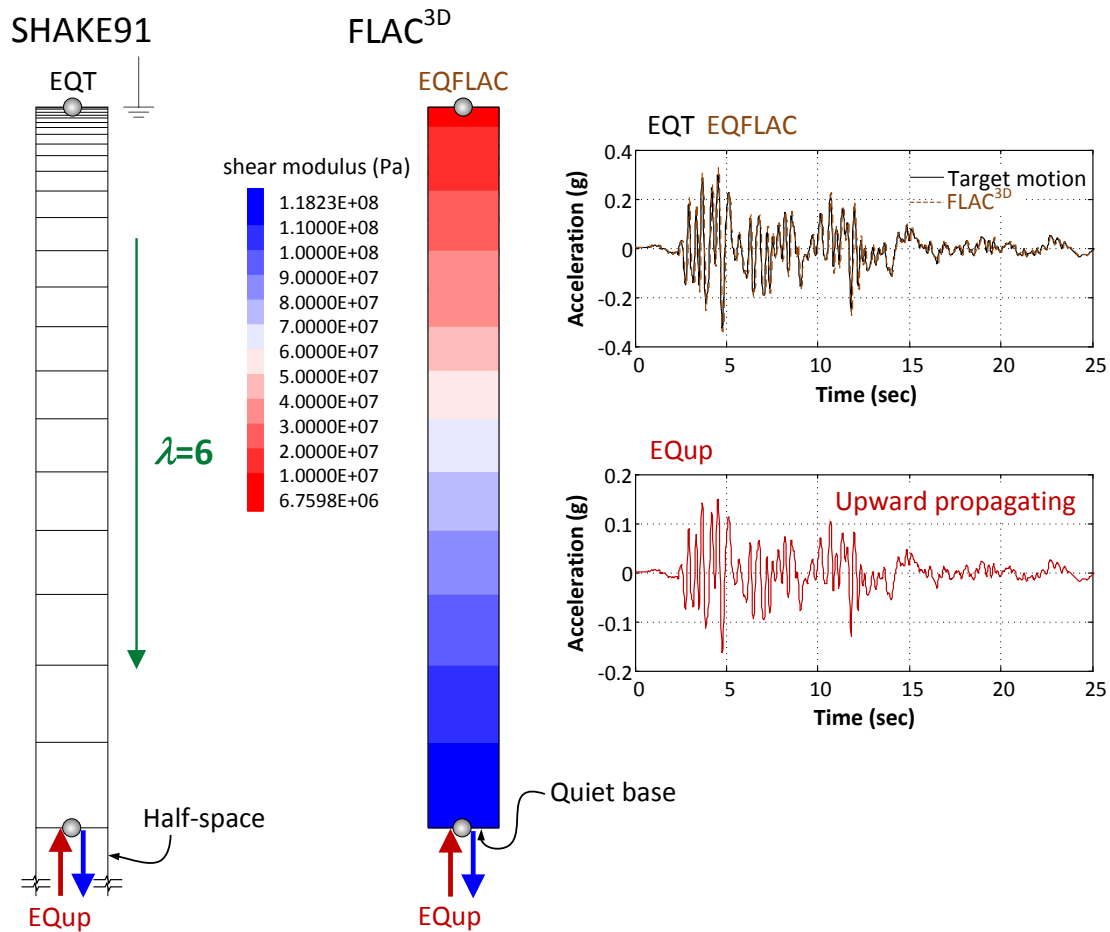 SHAKE91
FLAC3D
EQT
EQFLAC
shear modulus (Pa)
1.1823E+08
1.1000E+08
1.0000E+08
9.0000E+07
8.0000E+07
7.0000E+07
6.0000E+07
5.0000E+07
4.0000E+07
3.0000E+07
2.0000E+07
1.0000E+07
6.7598E+06
λ=6
Half-space
EQup
Quiet base
EQup
EQT EQFLAC
Acceleration (g)
0.4
0.2
0
-0.2
-0.4
Target motion
FLAC3D
0 5 10 15 20 25
Time (sec)
EQup
Acceleration (g)
0.2
0.1
0
-0.1
-0.2
Upward propagating
0 5 10 15 20 25
Time (sec)